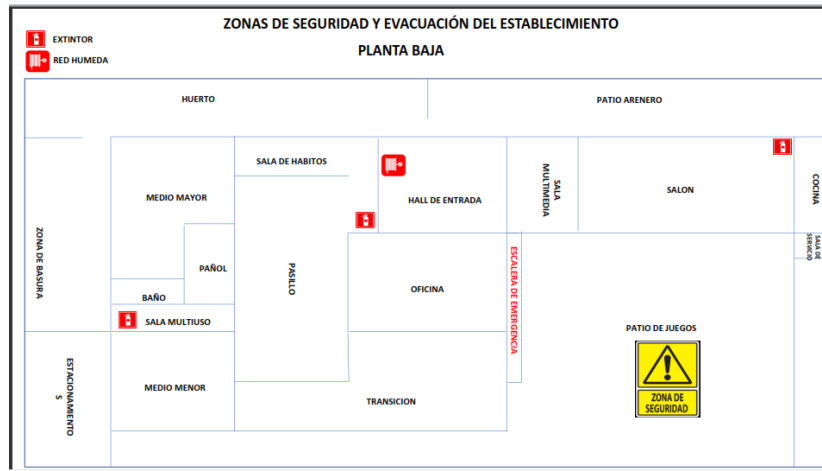 ZONAS DE SEGURIDAD Y EVACUACIÓN DEL ESTABLECIMIENTO
PLANTA BAJA
EXTINTOR
RED HUMEDA
HUERTO
PATIO ARENERO
SALA DE HABITOS
MEDIO MAYOR
HALL DE ENTRADA
SALA
MULTIMEDIA
SALON
COCINA
ZONA DE BASURA
PAÑOL
PASILLO
OFICINA
ESCALERA DE EMERGENCIA
SALA DE
SERVICIO
BAÑO
SALA MULTIUSO
PATIO DE JUEGOS
ESTACIONAMIENTO
S
MEDIO MENOR
TRANSICION
ZONA DE
SEGURIDAD